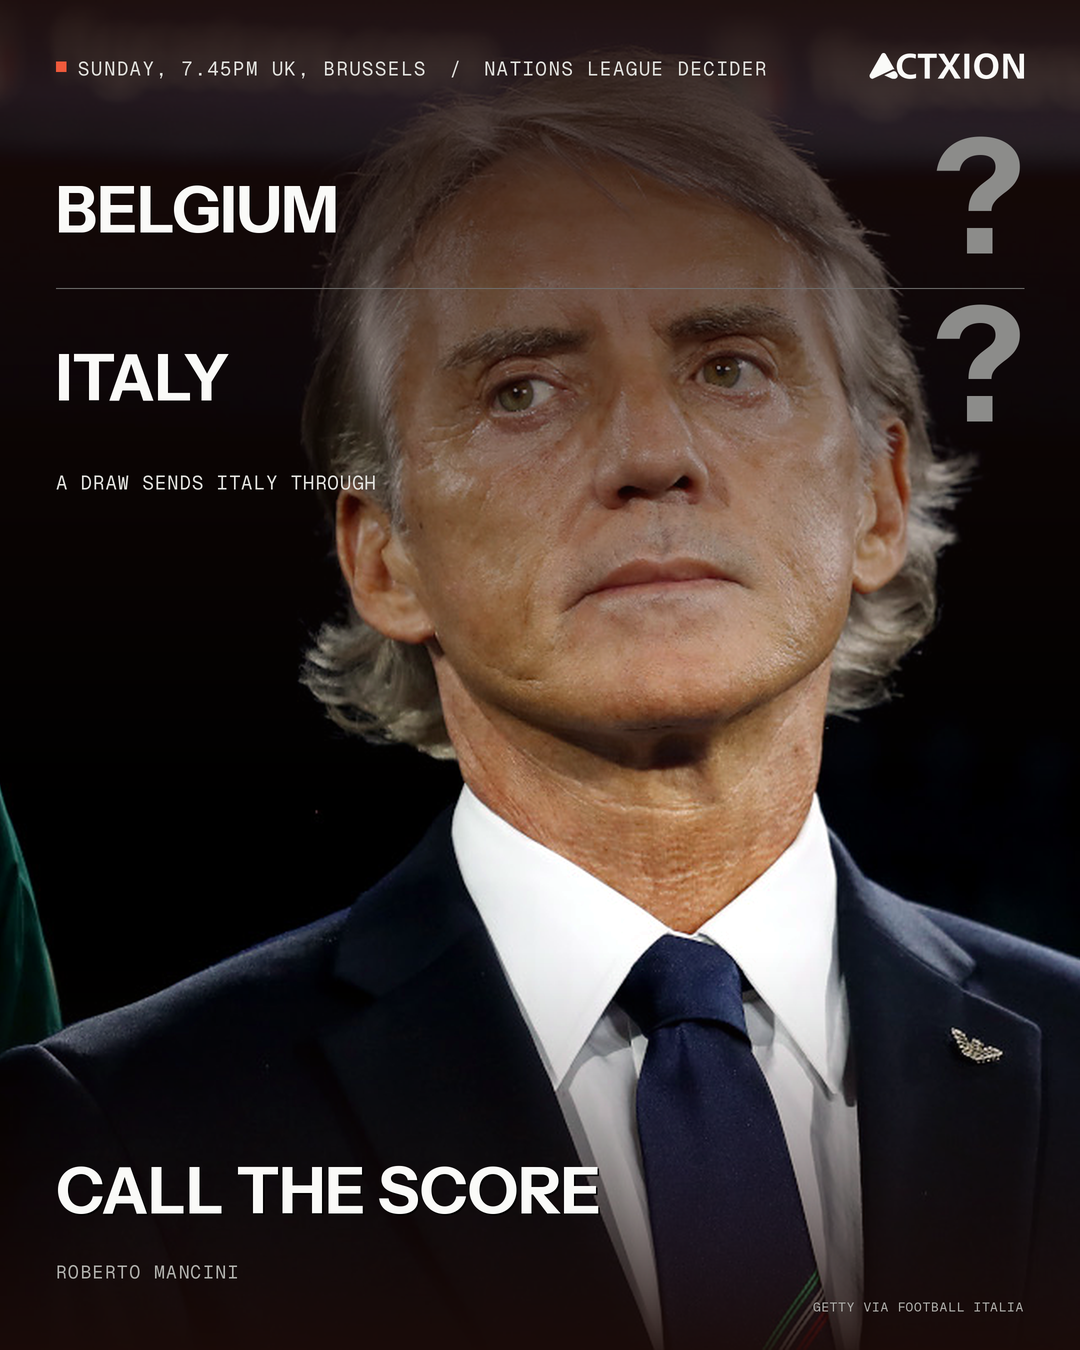 SUNDAY, 7.45PM UK, BRUSSELS / NATIONS LEAGUE DECIDER
ACTXION
BELGIUM ?
ITALY ?
A DRAW SENDS ITALY THROUGH
CALL THE SCORE
ROBERTO MANCINI
GETTY VIA FOOTBALL ITALIA